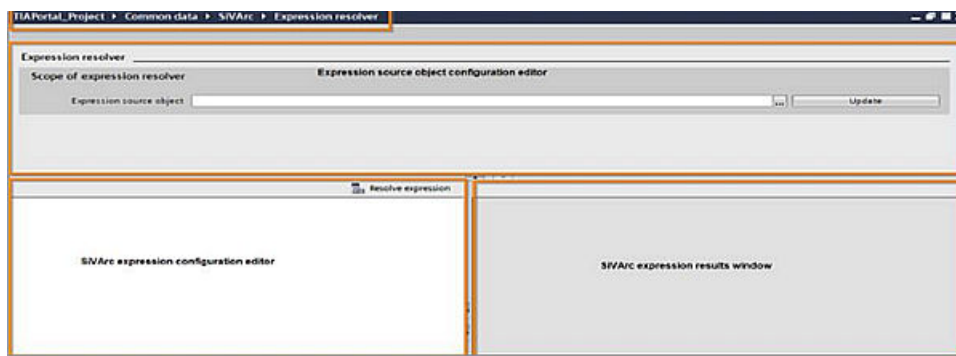 TIAPortal_Project ▸ Common data ▸ SiVArc ▸ Expression resolver
Expression resolver
Scope of expression resolver
Expression source object configuration editor
Expression source object
...
Update
Resolve expression
SiVArc expression configuration editor
SiVArc expression results window